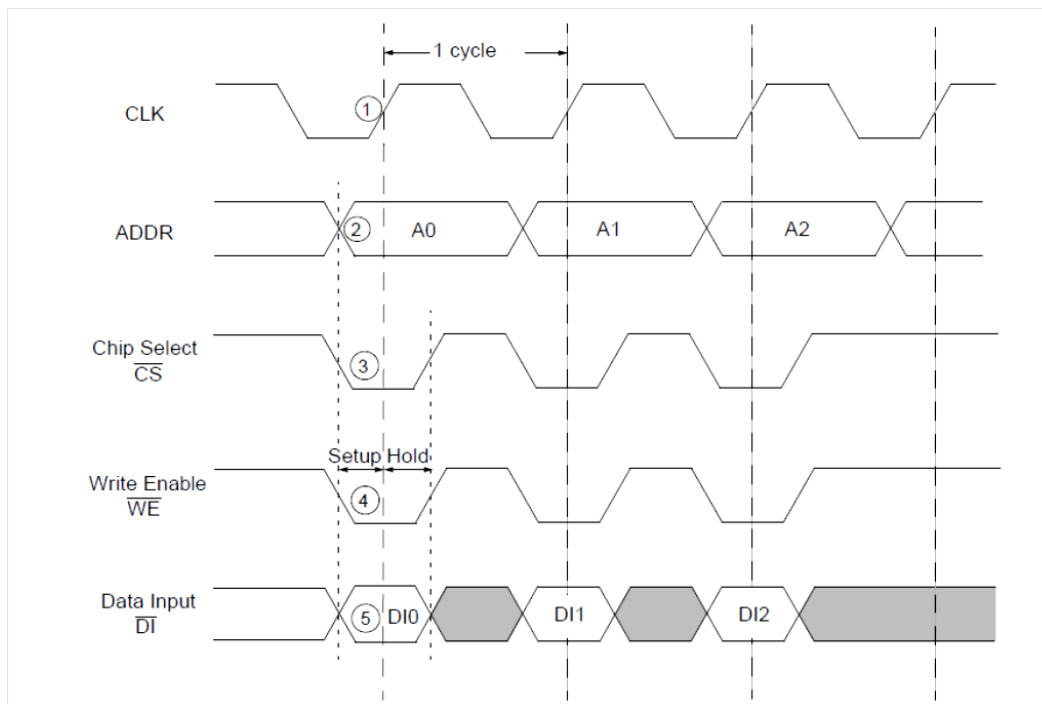 1 cycle
CLK
1
ADDR
2
A0
A1
A2
Chip Select
CS
3
Setup Hold
Write Enable
WE
4
Data Input
DI
5
DI0
DI1
DI2